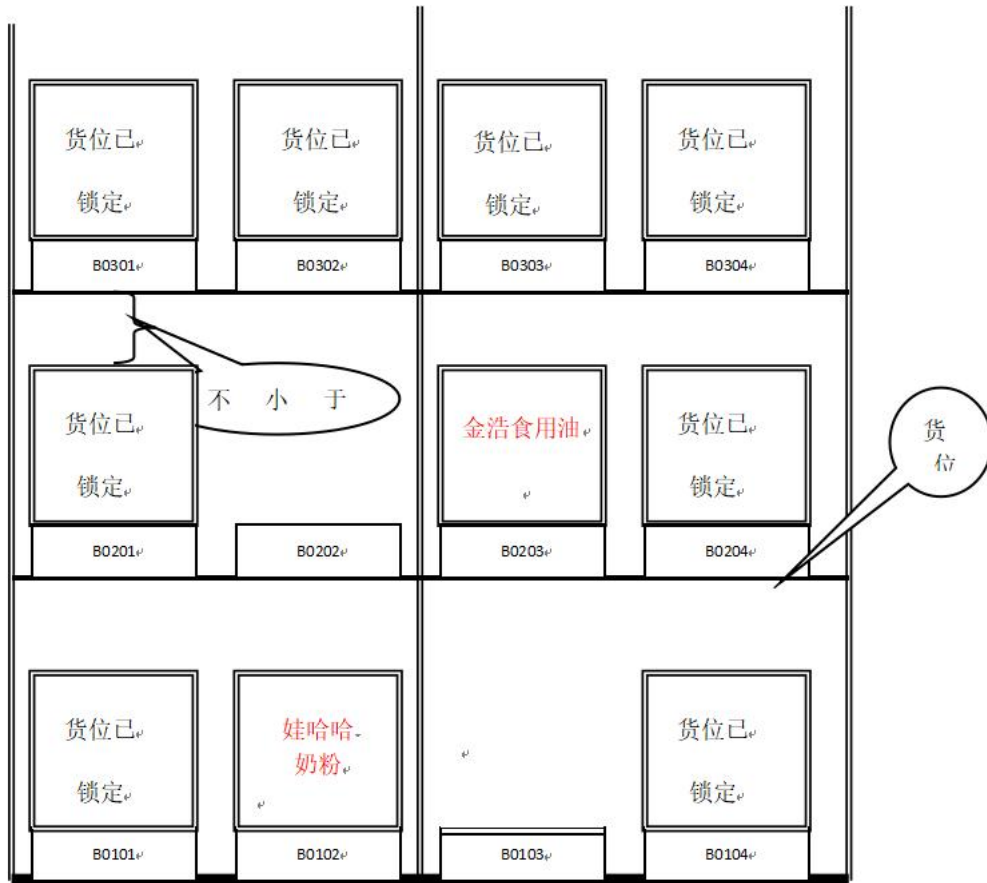 货位已
锁定
货位已
锁定
货位已
锁定
货位已
锁定
B0301
B0302
B0303
B0304
不 小 于
货位已
锁定
金浩食用油
货位已
锁定
货
位
B0201
B0202
B0203
B0204
货位已
锁定
娃哈哈
奶粉
货位已
锁定
B0101
B0102
B0103
B0104